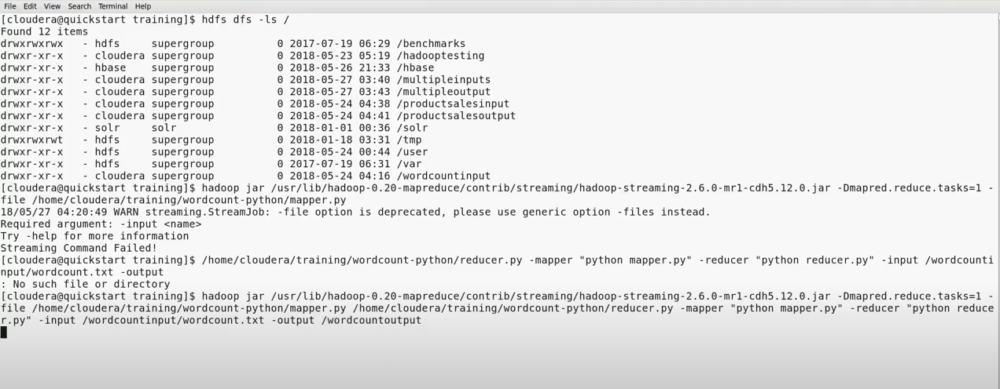 File Edit View Search Terminal Help
[cloudera@quickstart training]$ hdfs dfs -ls /
Found 12 items
drwxrwxrwx   - hdfs     supergroup          0 2017-07-19 06:29 /benchmarks
drwxr-xr-x   - cloudera supergroup          0 2018-05-23 05:19 /hadooptesting
drwxr-xr-x   - hbase    supergroup          0 2018-05-26 21:33 /hbase
drwxr-xr-x   - cloudera supergroup          0 2018-05-27 03:40 /multipleinputs
drwxr-xr-x   - cloudera supergroup          0 2018-05-27 03:43 /multipleoutput
drwxr-xr-x   - cloudera supergroup          0 2018-05-24 04:38 /productsalesinput
drwxr-xr-x   - cloudera supergroup          0 2018-05-24 04:41 /productsalesoutput
drwxr-xr-x   - solr     solr                0 2018-01-01 00:36 /solr
drwxrwxrwt   - hdfs     supergroup          0 2018-01-18 03:31 /tmp
drwxr-xr-x   - hdfs     supergroup          0 2018-05-24 00:44 /user
drwxr-xr-x   - hdfs     supergroup          0 2017-07-19 06:31 /var
drwxr-xr-x   - cloudera supergroup          0 2018-05-24 04:16 /wordcountinput
[cloudera@quickstart training]$ hadoop jar /usr/lib/hadoop-0.20-mapreduce/contrib/streaming/hadoop-streaming-2.6.0-mr1-cdh5.12.0.jar -Dmapred.reduce.tasks=1 -
file /home/cloudera/training/wordcount-python/mapper.py
18/05/27 04:20:49 WARN streaming.StreamJob: -file option is deprecated, please use generic option -files instead.
Required argument: -input <name>
Try -help for more information
Streaming Command Failed!
[cloudera@quickstart training]$ /home/cloudera/training/wordcount-python/reducer.py -mapper "python mapper.py" -reducer "python reducer.py" -input /wordcounti
nput/wordcount.txt -output
: No such file or directory
[cloudera@quickstart training]$ hadoop jar /usr/lib/hadoop-0.20-mapreduce/contrib/streaming/hadoop-streaming-2.6.0-mr1-cdh5.12.0.jar -Dmapred.reduce.tasks=1 -
file /home/cloudera/training/wordcount-python/mapper.py /home/cloudera/training/wordcount-python/reducer.py -mapper "python mapper.py" -reducer "python reduce
r.py" -input /wordcountinput/wordcount.txt -output /wordcountoutput